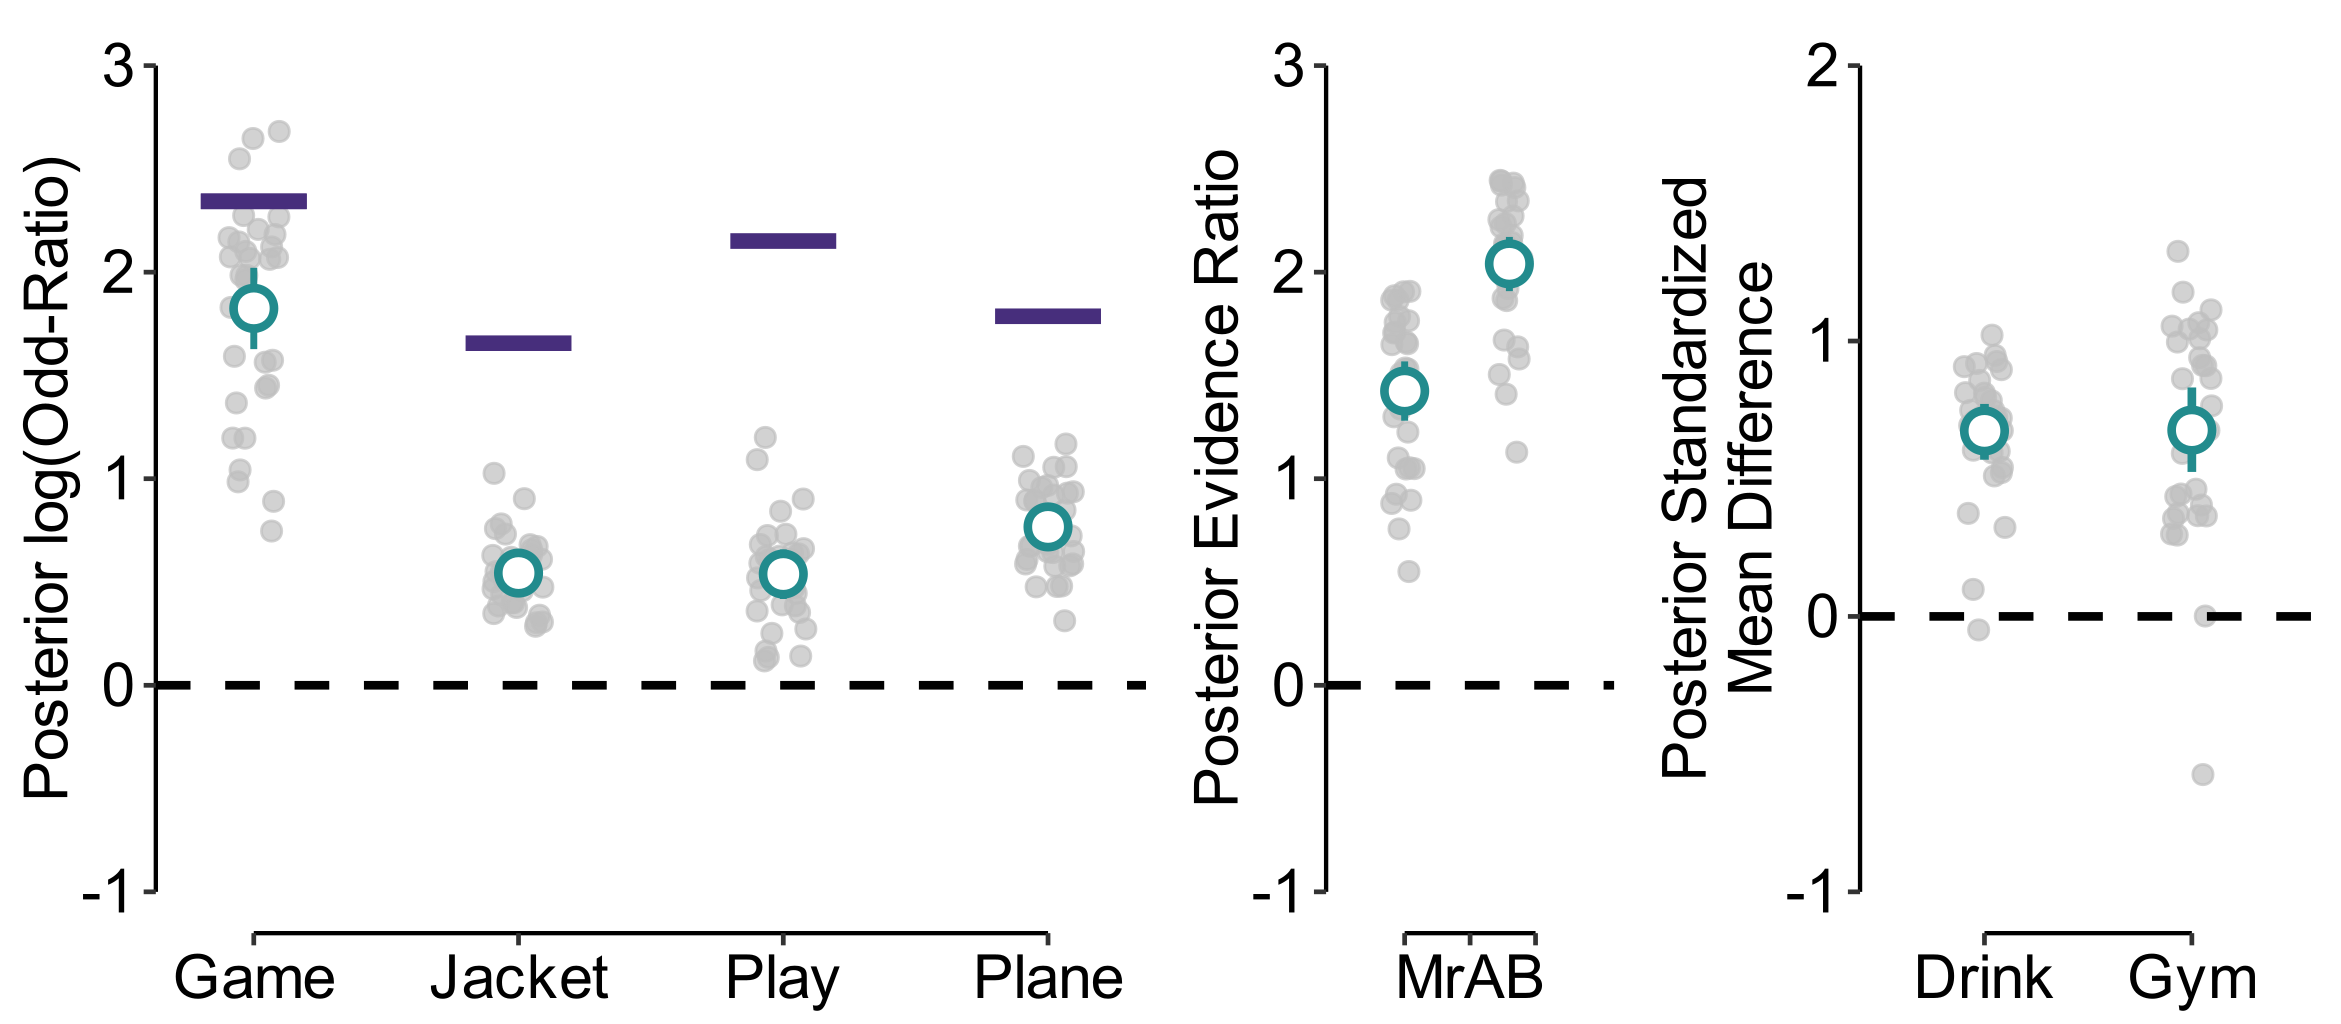 Posterior log(Odd-Ratio)
3
2
1
0
-1
Game Jacket Play Plane
Posterior Evidence Ratio
3
2
1
0
-1
MrAB
Posterior Standardized
Mean Difference
2
1
0
-1
Drink Gym